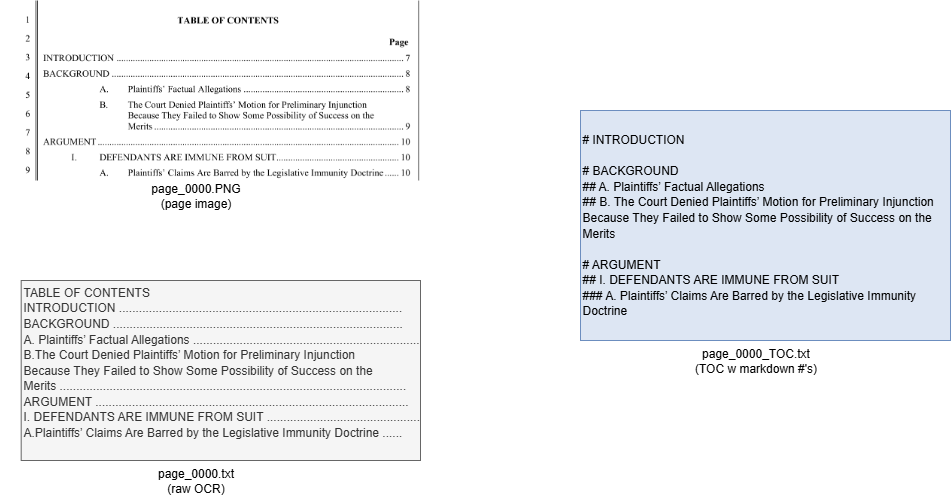 1 TABLE OF CONTENTS
2 Page
3 INTRODUCTION ........................................................................ 7
4 BACKGROUND ........................................................................ 8
5 A. Plaintiffs’ Factual Allegations ................................................ 8
6 B. The Court Denied Plaintiffs’ Motion for Preliminary Injunction
Because They Failed to Show Some Possibility of Success on the
7 Merits ........................................................................ 9
8 ARGUMENT ........................................................................ 10
I. DEFENDANTS ARE IMMUNE FROM SUIT........................................ 10
9 A. Plaintiffs’ Claims Are Barred by the Legislative Immunity Doctrine ...... 10
page_0000.PNG
(page image)
TABLE OF CONTENTS
INTRODUCTION ........................................................................
BACKGROUND ........................................................................
A. Plaintiffs’ Factual Allegations ............................................................
B.The Court Denied Plaintiffs’ Motion for Preliminary Injunction
Because They Failed to Show Some Possibility of Success on the
Merits ........................................................................
ARGUMENT ........................................................................
I. DEFENDANTS ARE IMMUNE FROM SUIT ........................................
A.Plaintiffs’ Claims Are Barred by the Legislative Immunity Doctrine ......
page_0000.txt
(raw OCR)
# INTRODUCTION
# BACKGROUND
## A. Plaintiffs’ Factual Allegations
## B. The Court Denied Plaintiffs’ Motion for Preliminary Injunction
Because They Failed to Show Some Possibility of Success on the
Merits
# ARGUMENT
## I. DEFENDANTS ARE IMMUNE FROM SUIT
### A. Plaintiffs’ Claims Are Barred by the Legislative Immunity
Doctrine
page_0000_TOC.txt
(TOC w markdown #'s)